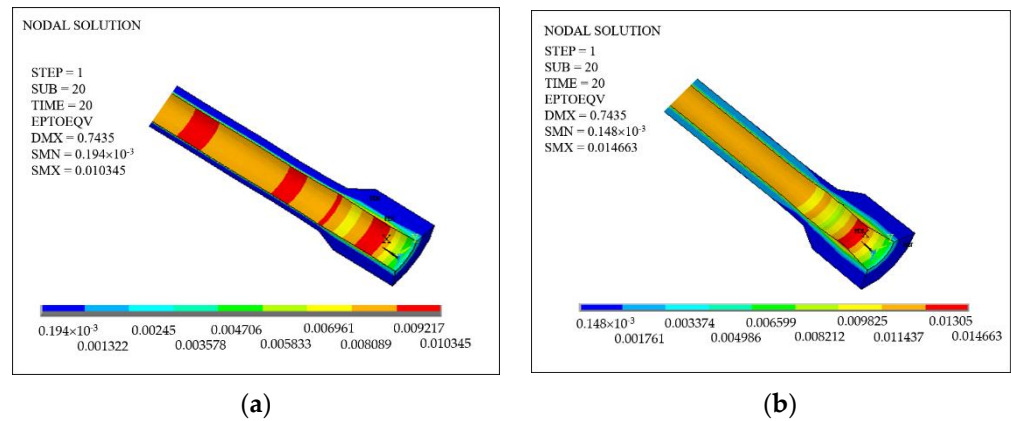 NODAL SOLUTION
STEP = 1
SUB = 20
TIME = 20
EPTOEQV
DMX = 0.7435
SMN = 0.194×10⁻³
SMX = 0.010345
X
0.194×10⁻³ 0.00245 0.004706 0.006961 0.009217
0.001322 0.003578 0.005833 0.008089 0.010345
(a)
NODAL SOLUTION
STEP = 1
SUB = 20
TIME = 20
EPTOEQV
DMX = 0.7435
SMN = 0.148×10⁻³
SMX = 0.014663
0.148×10⁻³ 0.003374 0.006599 0.009825 0.01305
0.001761 0.004986 0.008212 0.011437 0.014663
(b)